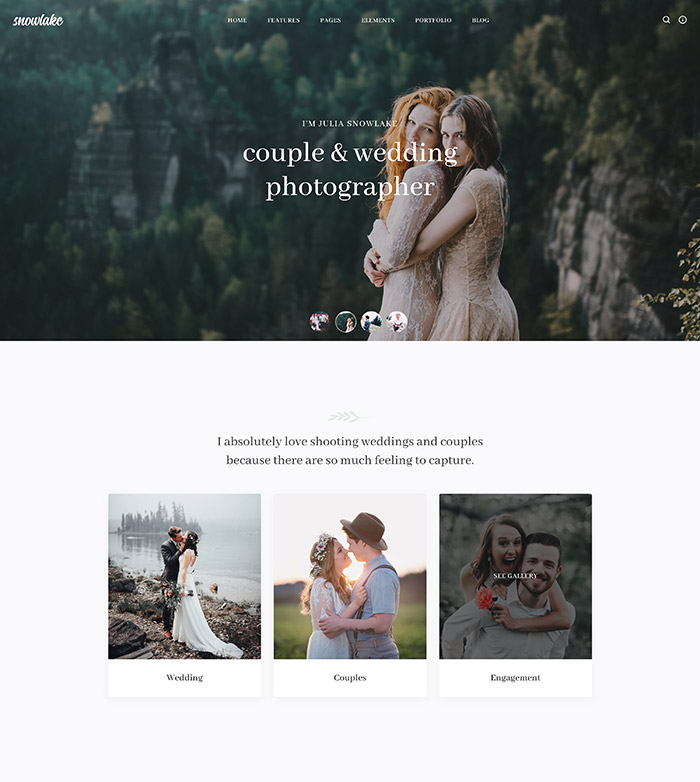 snowlake
HOME FEATURES PAGES ELEMENTS PORTFOLIO BLOG
I'M JULIA SNOWLAKE
couple & wedding
photographer
I absolutely love shooting weddings and couples
because there are so much feeling to capture.
SEE GALLERY
Wedding Couples Engagement